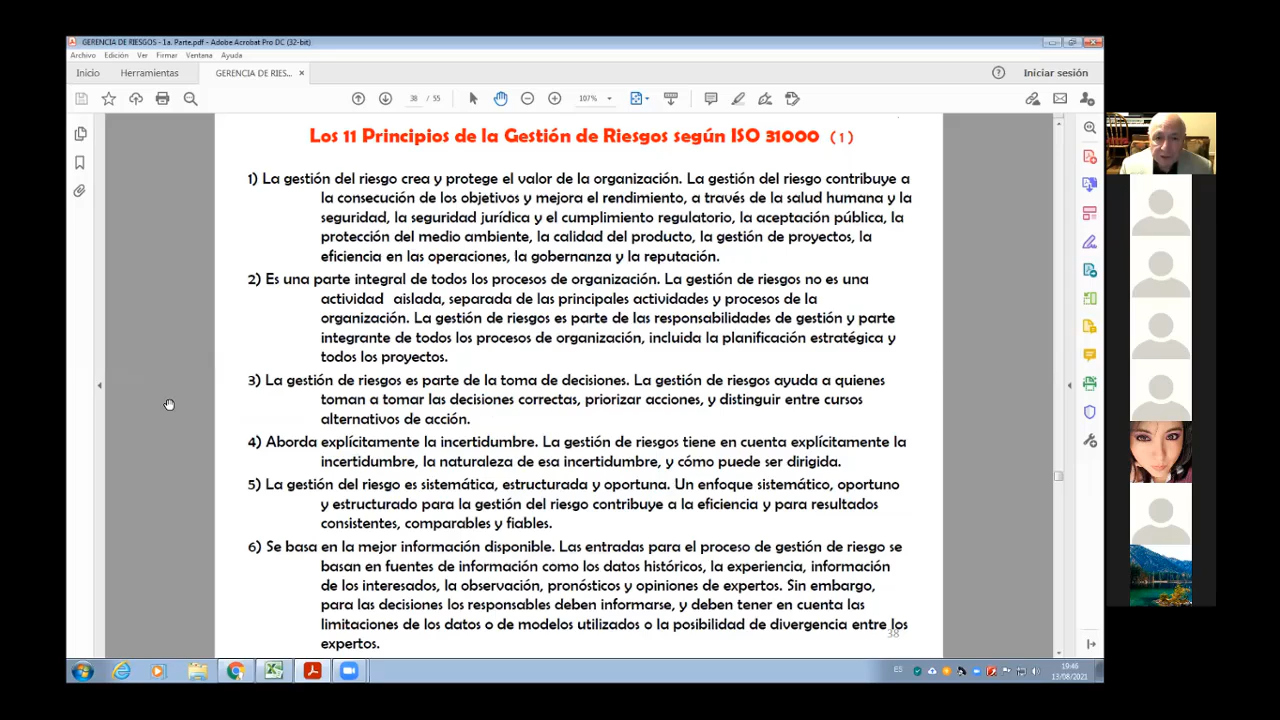 GERENCIA DE RIESGOS - 1a. Parte.pdf - Adobe Acrobat Pro DC (32-bit)
Archivo Edición Ver Firmar Ventana Ayuda
Inicio Herramientas GERENCIA DE RIES... × Iniciar sesión
38 / 55 107%
Los 11 Principios de la Gestión de Riesgos según ISO 31000 (1)
1) La gestión del riesgo crea y protege el valor de la organización. La gestión del riesgo contribuye a
la consecución de los objetivos y mejora el rendimiento, a través de la salud humana y la
seguridad, la seguridad jurídica y el cumplimiento regulatorio, la aceptación pública, la
protección del medio ambiente, la calidad del producto, la gestión de proyectos, la
eficiencia en las operaciones, la gobernanza y la reputación.
2) Es una parte integral de todos los procesos de organización. La gestión de riesgos no es una
actividad aislada, separada de las principales actividades y procesos de la
organización. La gestión de riesgos es parte de las responsabilidades de gestión y parte
integrante de todos los procesos de organización, incluida la planificación estratégica y
todos los proyectos.
3) La gestión de riesgos es parte de la toma de decisiones. La gestión de riesgos ayuda a quienes
toman a tomar las decisiones correctas, priorizar acciones, y distinguir entre cursos
alternativos de acción.
4) Aborda explícitamente la incertidumbre. La gestión de riesgos tiene en cuenta explícitamente la
incertidumbre, la naturaleza de esa incertidumbre, y cómo puede ser dirigida.
5) La gestión del riesgo es sistemática, estructurada y oportuna. Un enfoque sistemático, oportuno
y estructurado para la gestión del riesgo contribuye a la eficiencia y para resultados
consistentes, comparables y fiables.
6) Se basa en la mejor información disponible. Las entradas para el proceso de gestión de riesgo se
basan en fuentes de información como los datos históricos, la experiencia, información
de los interesados, la observación, pronósticos y opiniones de expertos. Sin embargo,
para las decisiones los responsables deben informarse, y deben tener en cuenta las
limitaciones de los datos o de modelos utilizados o la posibilidad de divergencia entre los
expertos.
38
ES 19:46
13/08/2021